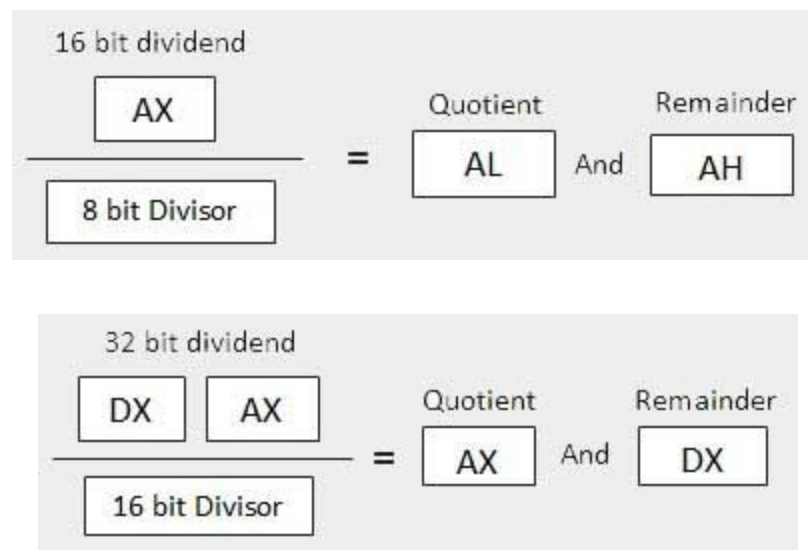 16 bit dividend
AX
8 bit Divisor
=
Quotient
AL
And
Remainder
AH
32 bit dividend
DX AX
16 bit Divisor
=
Quotient
AX
And
Remainder
DX